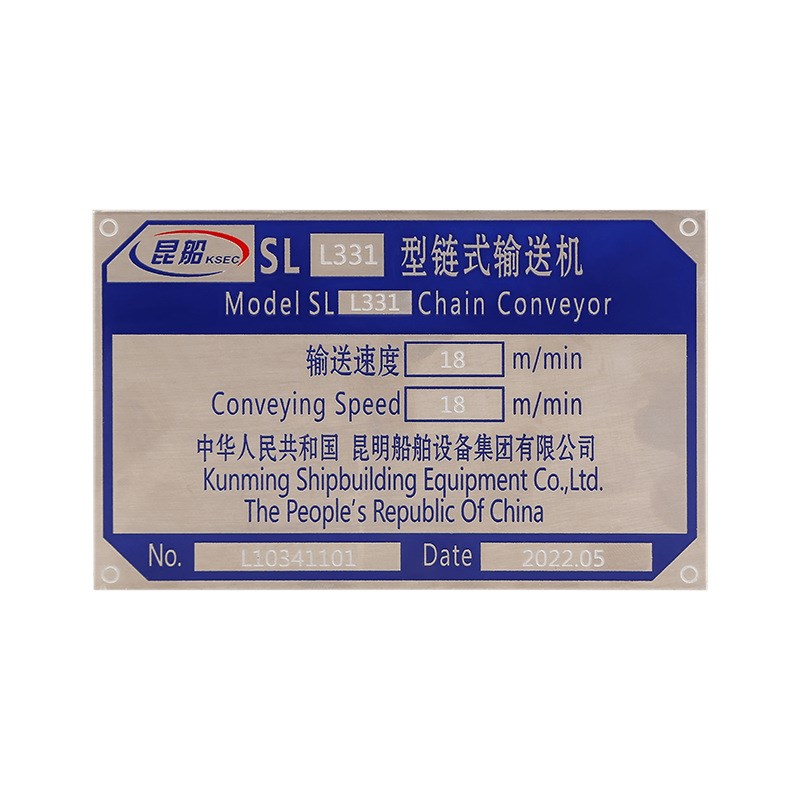 昆船 KSEC SL L331 型链式输送机
Model SL L331 Chain Conveyor
输送速度 18 m/min
Conveying Speed 18 m/min
中华人民共和国 昆明船舶设备集团有限公司
Kunming Shipbuilding Equipment Co.,Ltd.
The People's Republic Of China
No. L10341101 Date 2022.05